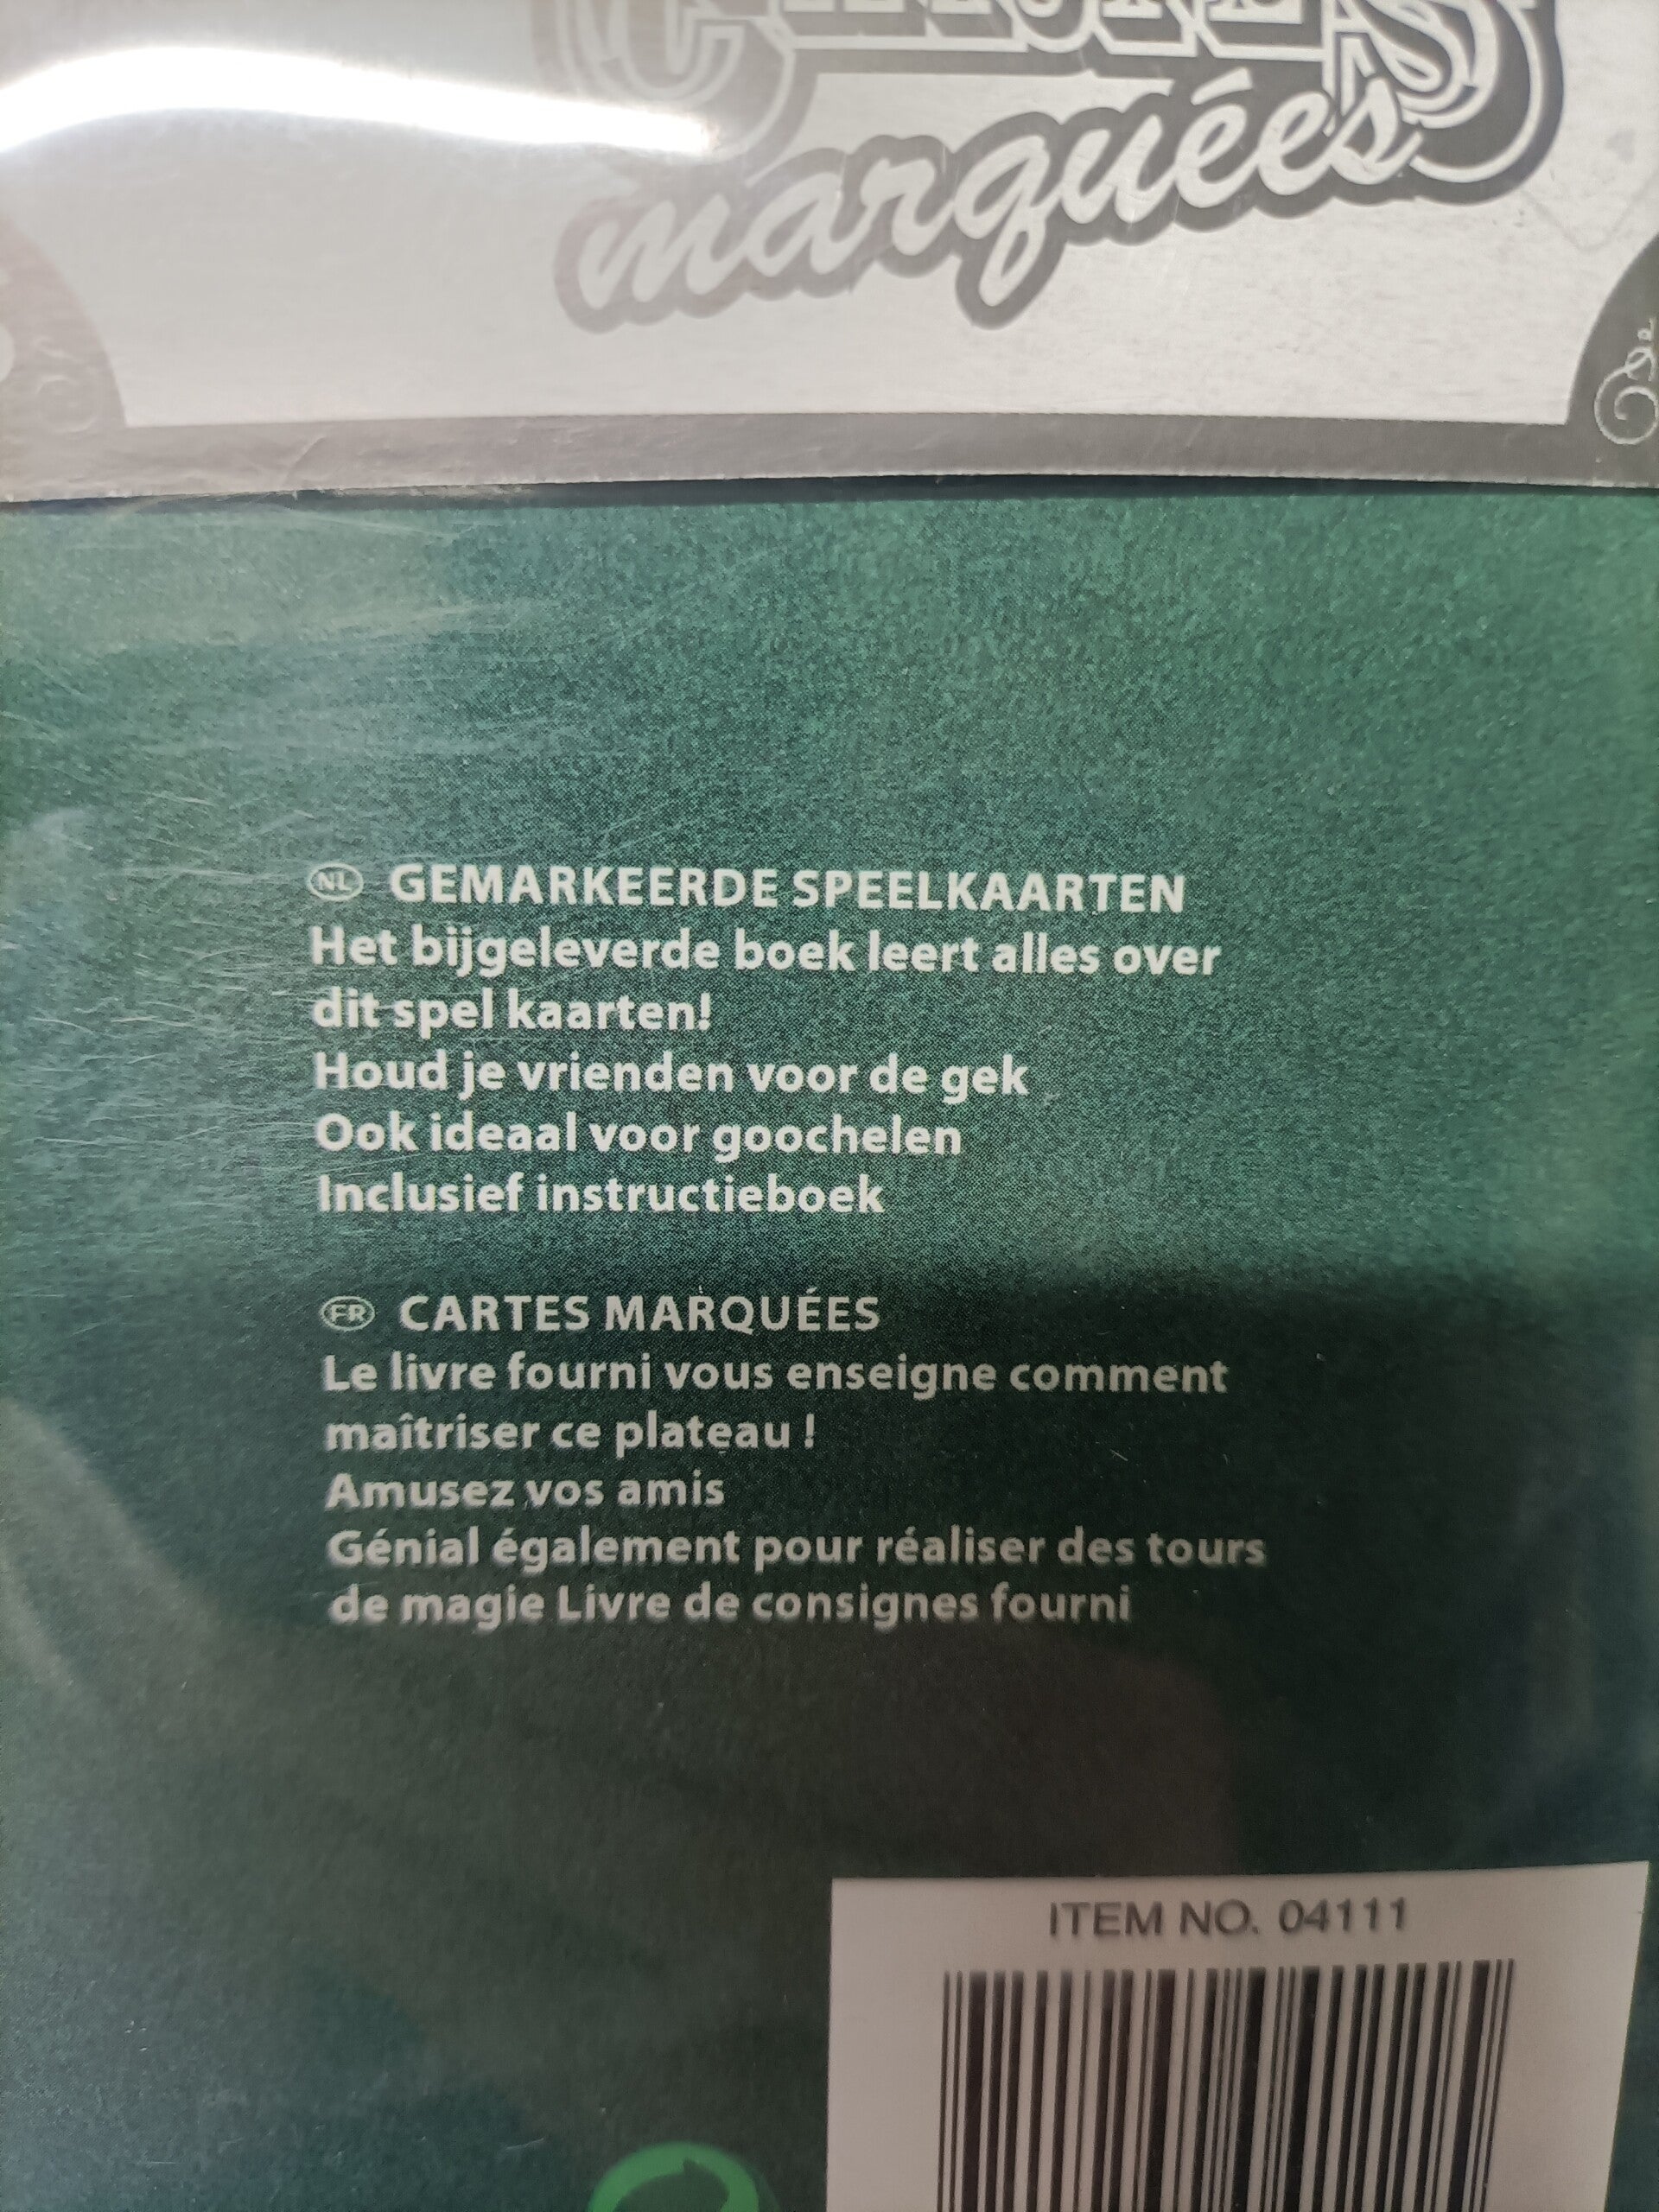 marquées
NL GEMARKEERDE SPEELKAARTEN
Het bijgeleverde boek leert alles over
dit spel kaarten!
Houd je vrienden voor de gek
Ook ideaal voor goochelen
Inclusief instructieboek
FR CARTES MARQUÉES
Le livre fourni vous enseigne comment
maîtriser ce plateau !
Amusez vos amis
Génial également pour réaliser des tours
de magie Livre de consignes fourni
ITEM NO. 04111